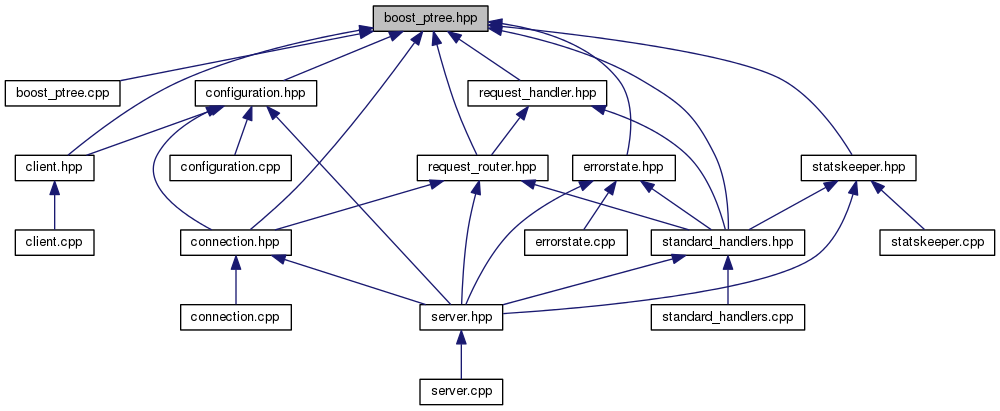 boost_ptree.hpp
boost_ptree.cpp
configuration.hpp
request_handler.hpp
client.hpp
configuration.cpp
request_router.hpp
errorstate.hpp
statskeeper.hpp
client.cpp
connection.hpp
errorstate.cpp
standard_handlers.hpp
statskeeper.cpp
connection.cpp
server.hpp
standard_handlers.cpp
server.cpp